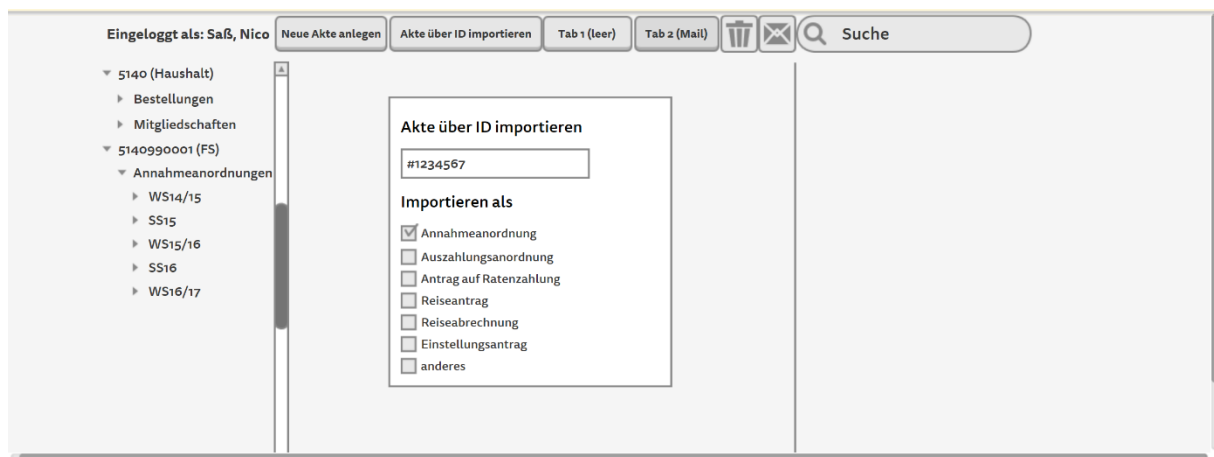 Eingeloggt als: Saß, Nico
Neue Akte anlegen
Akte über ID importieren
Tab 1 (leer)
Tab 2 (Mail)
Suche
5140 (Haushalt)
Bestellungen
Mitgliedschaften
5140990001 (FS)
Annahmeanordnungen
WS14/15
SS15
WS15/16
SS16
WS16/17
Akte über ID importieren
#1234567
Importieren als
Annahmeanordnung
Auszahlungsanordnung
Antrag auf Ratenzahlung
Reiseantrag
Reiseabrechnung
Einstellungsantrag
anderes